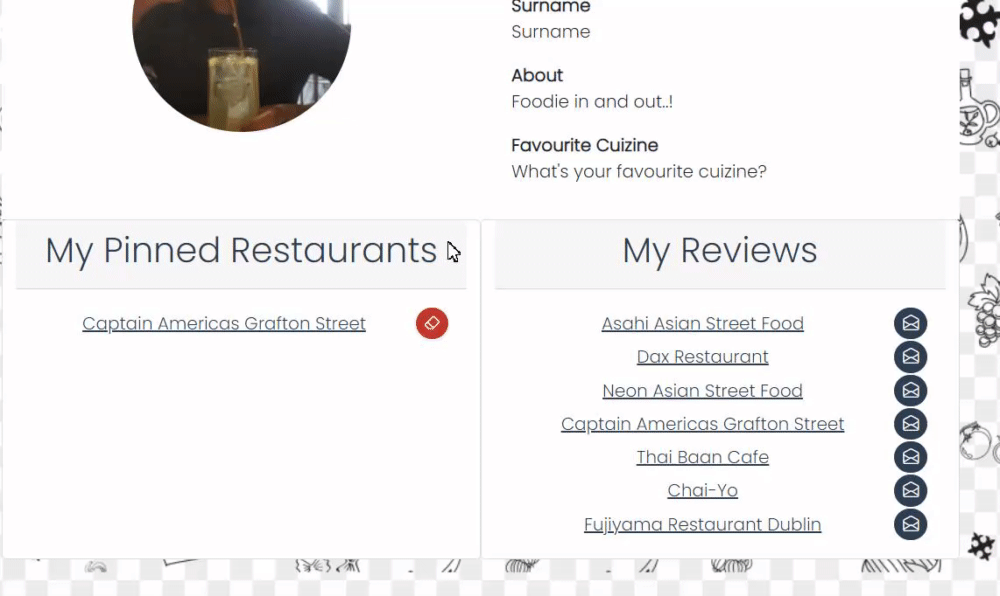 Surname
Surname
About
Foodie in and out..!
Favourite Cuizine
What's your favourite cuizine?
My Pinned Restaurants
Captain Americas Grafton Street
My Reviews
Asahi Asian Street Food
Dax Restaurant
Neon Asian Street Food
Captain Americas Grafton Street
Thai Baan Cafe
Chai-Yo
Fujiyama Restaurant Dublin